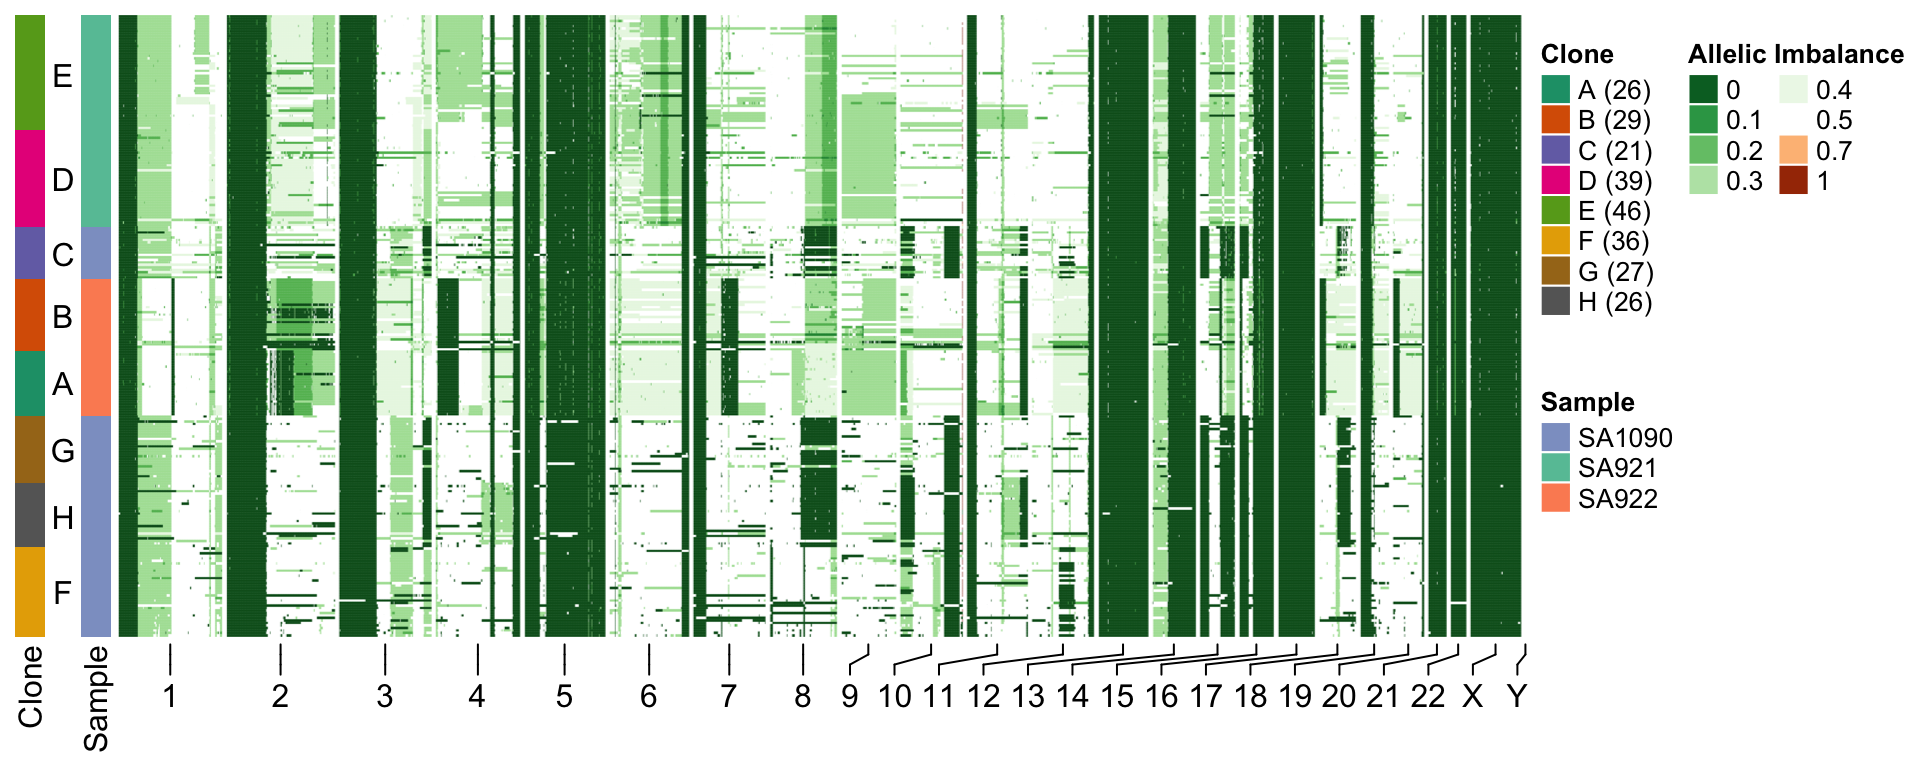 E
D
C
B
A
G
H
F
Clone
Sample
1 2 3 4 5 6 7 8 9 10 11 12 13 14 15 16 17 18 19 20 21 22 X Y
Clone
A (26)
B (29)
C (21)
D (39)
E (46)
F (36)
G (27)
H (26)
Allelic Imbalance
0 0.4
0.1 0.5
0.2 0.7
0.3 1
Sample
SA1090
SA921
SA922